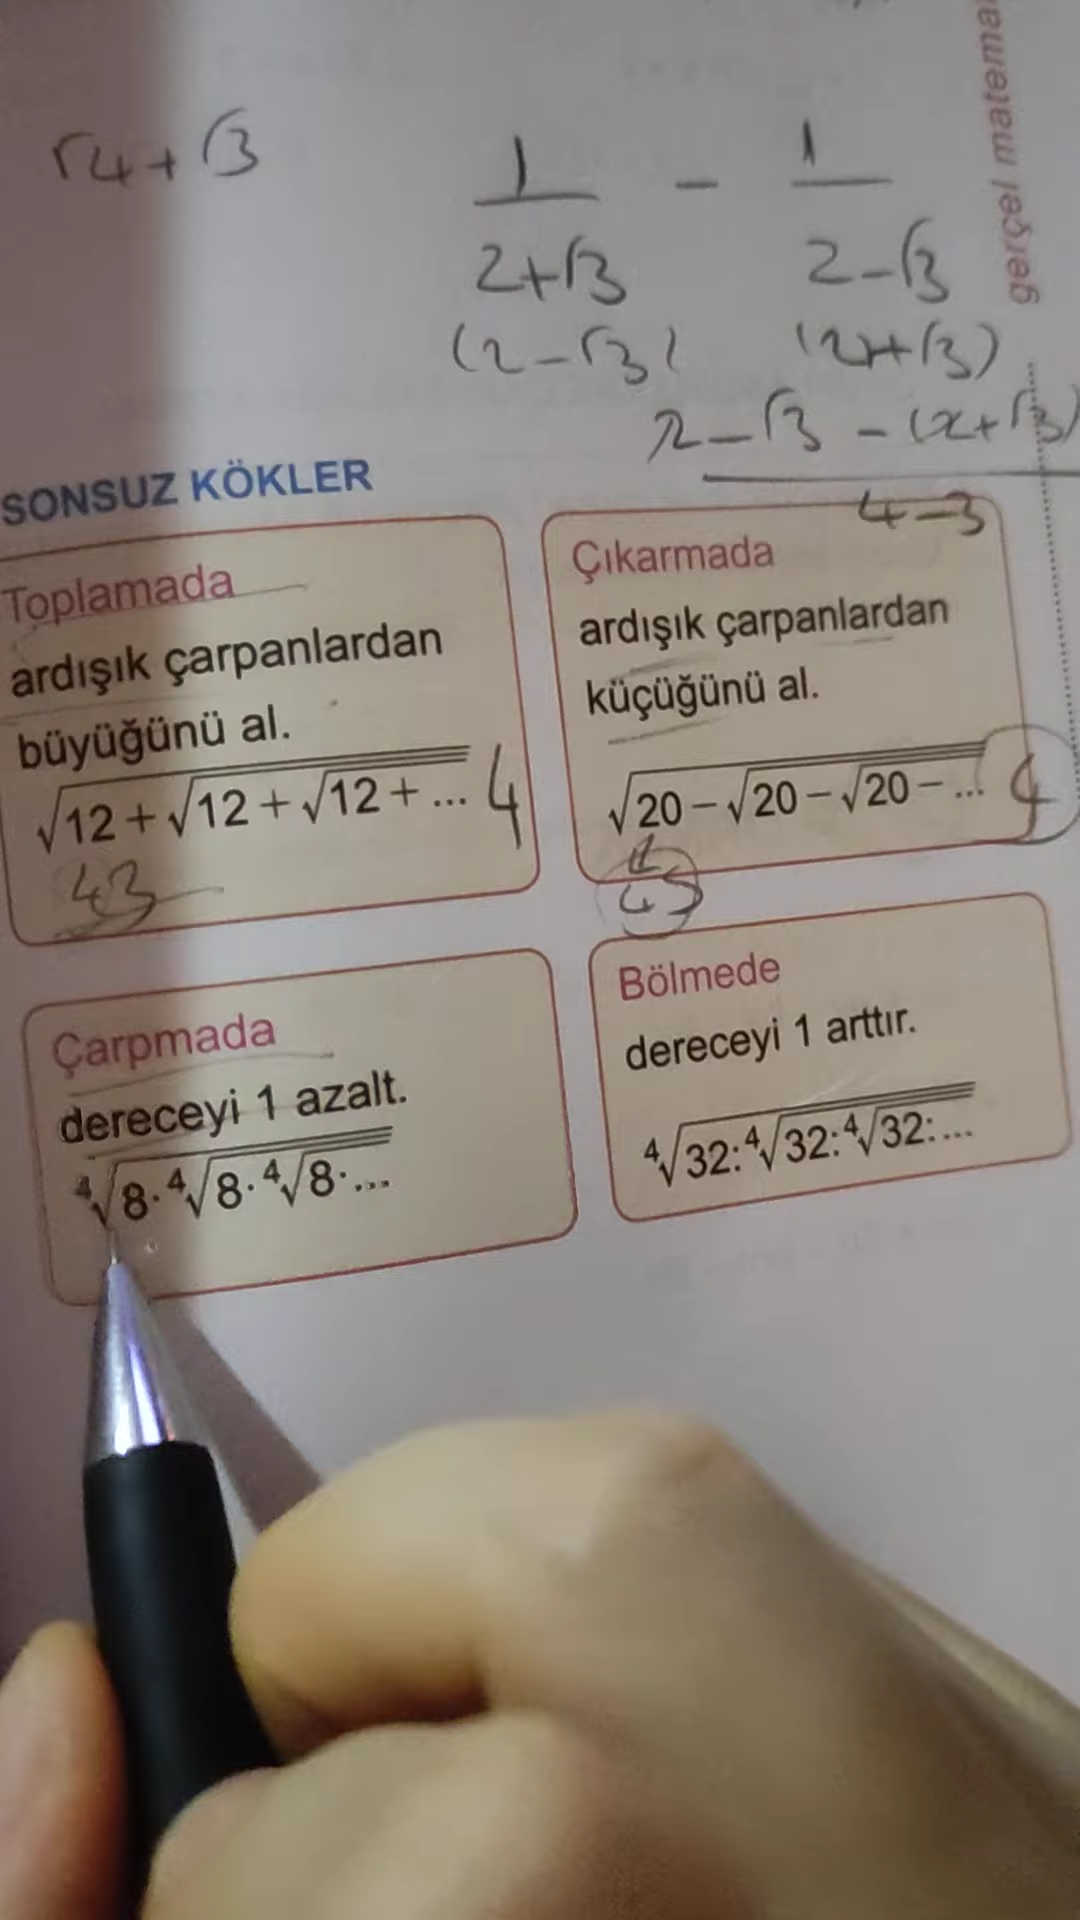 √4+√3
1 — 1
2+√3 2-√3
(2-√3) (2+√3)
2-√3 - (2+√3)
4-3
gerçel matema
SONSUZ KÖKLER
Toplamada
ardışık çarpanlardan
büyüğünü al.
√12+√12+√12+... 4
43
Çıkarmada
ardışık çarpanlardan
küçüğünü al.
√20-√20-√20-... 4
45
Çarpmada
dereceyi 1 azalt.
⁴√8·⁴√8·⁴√8·...
Bölmede
dereceyi 1 arttır.
⁴√32:⁴√32:⁴√32:...